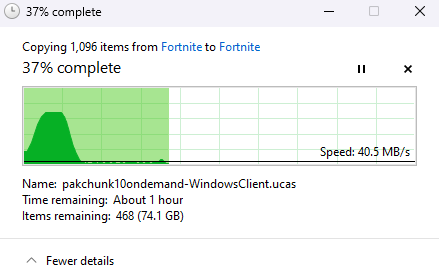 37% complete
Copying 1,096 items from Fortnite to Fortnite
37% complete
Speed: 40.5 MB/s
Name: pakchunk10ondemand-WindowsClient.ucas
Time remaining: About 1 hour
Items remaining: 468 (74.1 GB)
Fewer details